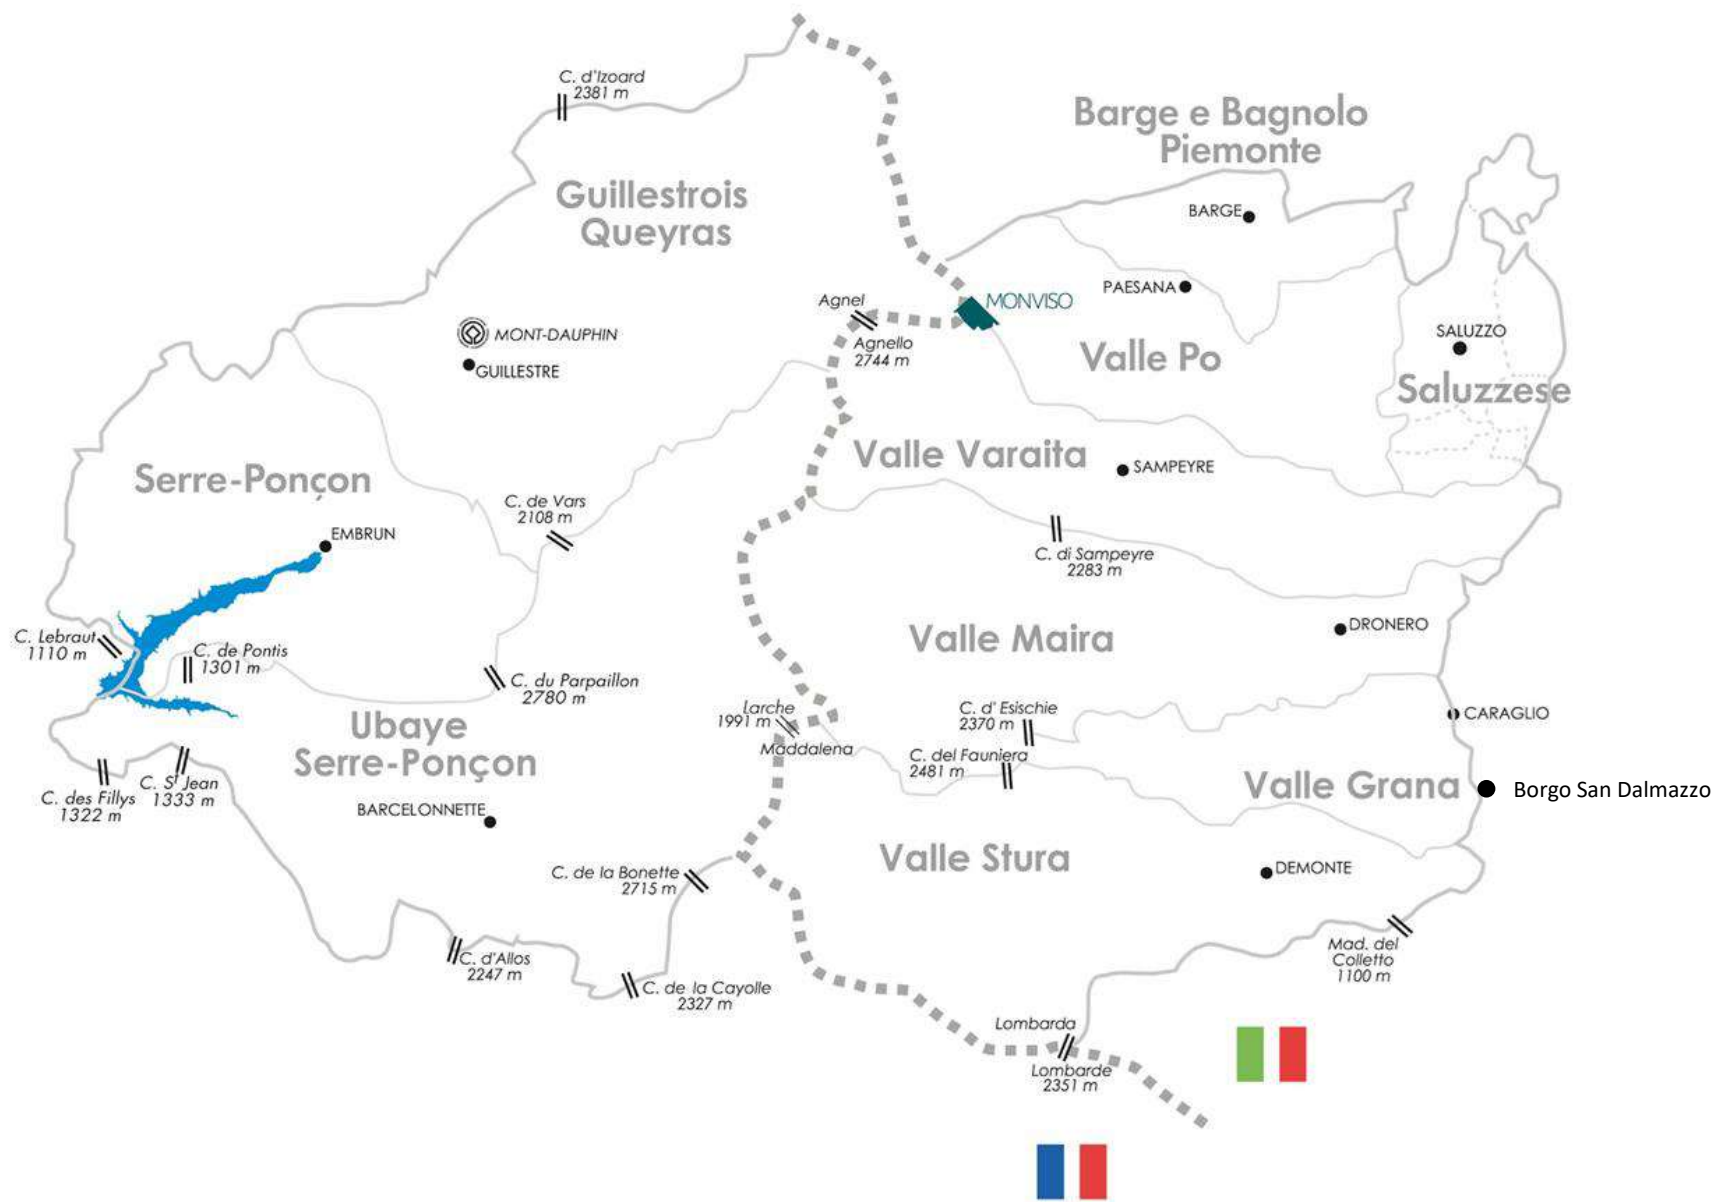 C. d'Izoard
2381 m
Barge e Bagnolo
Piemonte
Guillestrois
Queyras
BARGE
PAESANA
MONVISO
Agnel
Agnello
2744 m
MONT-DAUPHIN
GUILLESTRE
SALUZZO
Valle Po
Saluzzese
Valle Varaita
SAMPEYRE
Serre-Ponçon
C. de Vars
2108 m
EMBRUN
C. di Sampeyre
2283 m
C. Lebraut
1110 m
C. de Pontis
1301 m
DRONERO
Valle Maira
C. du Parpaillon
2780 m
Larche
1991 m
Maddalena
C. d' Esischie
2370 m
CARAGLIO
Ubaye
Serre-Ponçon
C. del Fauniera
2481 m
C. des Fillys
1322 m
C. St Jean
1333 m
Valle Grana
Borgo San Dalmazzo
BARCELONNETTE
Valle Stura
DEMONTE
C. de la Bonette
2715 m
C. d'Allos
2247 m
C. de la Cayolle
2327 m
Mad. del
Colletto
1100 m
Lombarda
Lombarde
2351 m